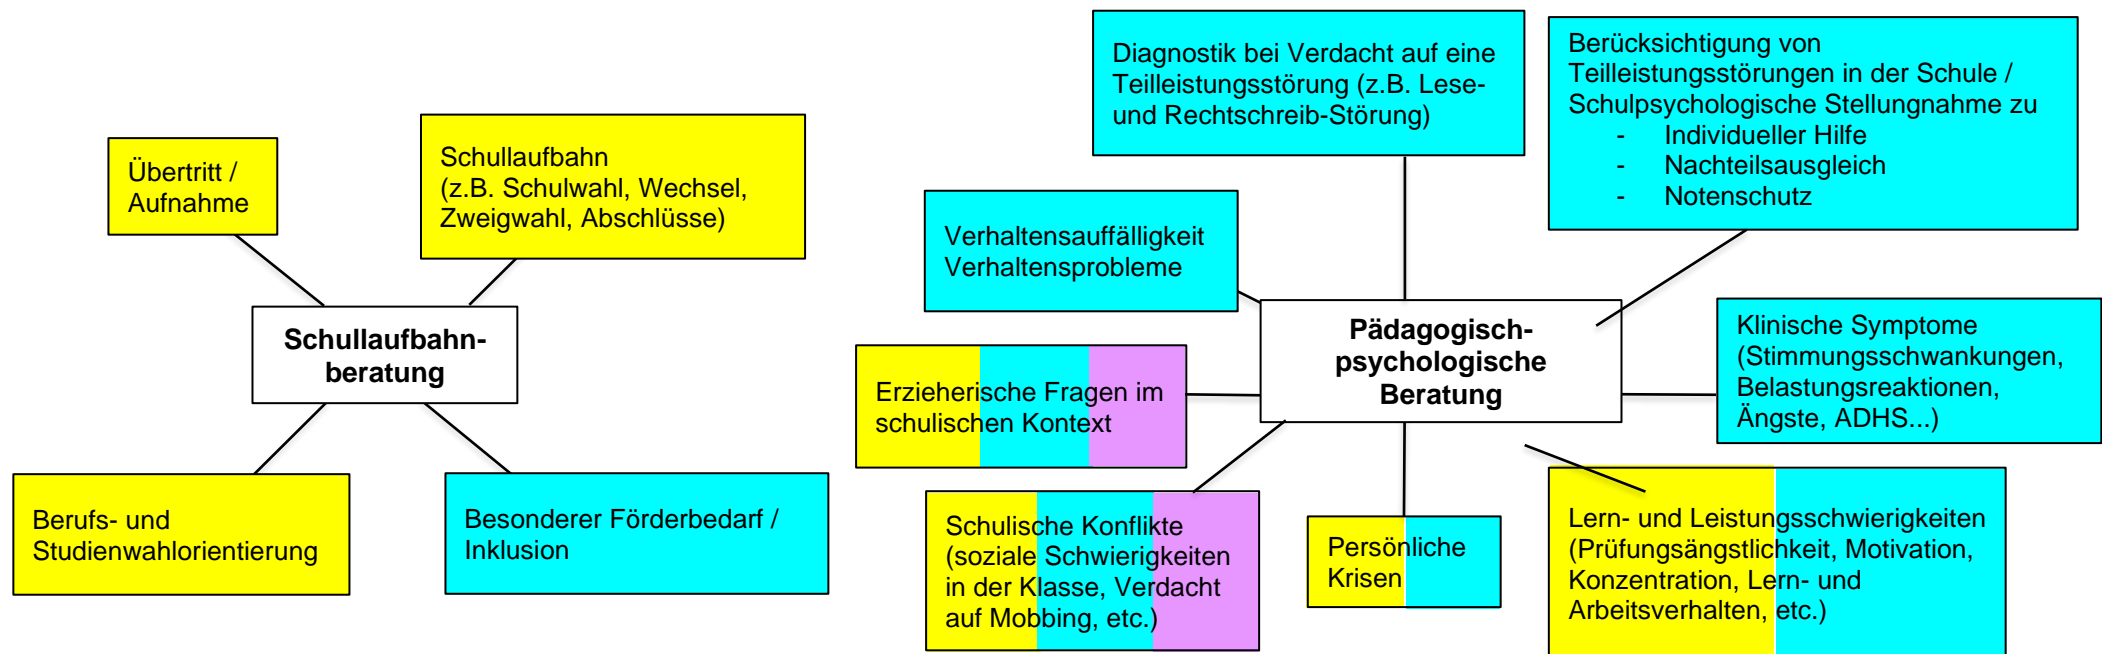 Übertritt /
Aufnahme
Schullaufbahn
(z.B. Schulwahl, Wechsel,
Zweigwahl, Abschlüsse)
Schullaufbahn-
beratung
Berufs- und
Studienwahlorientierung
Besonderer Förderbedarf /
Inklusion
Diagnostik bei Verdacht auf eine
Teilleistungsstörung (z.B. Lese-
und Rechtschreib-Störung)
Berücksichtigung von
Teilleistungsstörungen in der Schule /
Schulpsychologische Stellungnahme zu
- Individueller Hilfe
- Nachteilsausgleich
- Notenschutz
Verhaltensauffälligkeit
Verhaltensprobleme
Pädagogisch-
psychologische
Beratung
Klinische Symptome
(Stimmungsschwankungen,
Belastungsreaktionen,
Ängste, ADHS...)
Erzieherische Fragen im
schulischen Kontext
Schulische Konflikte
(soziale Schwierigkeiten
in der Klasse, Verdacht
auf Mobbing, etc.)
Persönliche
Krisen
Lern- und Leistungsschwierigkeiten
(Prüfungsängstlichkeit, Motivation,
Konzentration, Lern- und
Arbeitsverhalten, etc.)